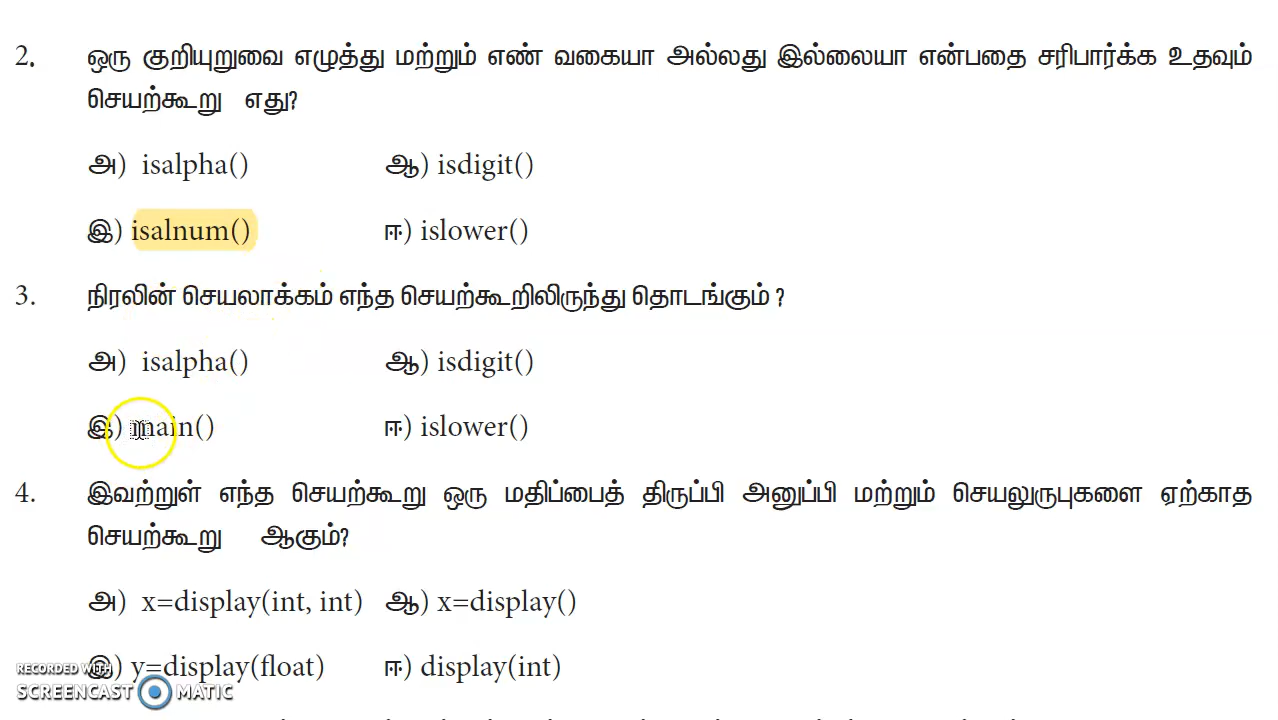 2. ஒரு குறியுறுவை எழுத்து மற்றும் எண் வகையா அல்லது இல்லையா என்பதை சரிபார்க்க உதவும்
செயற்கூறு எது?
அ) isalpha() ஆ) isdigit()
இ) isalnum() ஈ) islower()
3. நிரலின் செயலாக்கம் எந்த செயற்கூறிலிருந்து தொடங்கும் ?
அ) isalpha() ஆ) isdigit()
இ) main() ஈ) islower()
4. இவற்றுள் எந்த செயற்கூறு ஒரு மதிப்பைத் திருப்பி அனுப்பி மற்றும் செயலுருபுகளை ஏற்காத
செயற்கூறு ஆகும்?
அ) x=display(int, int) ஆ) x=display()
இ) y=display(float) ஈ) display(int)
RECORDED WITH
SCREENCAST MATIC